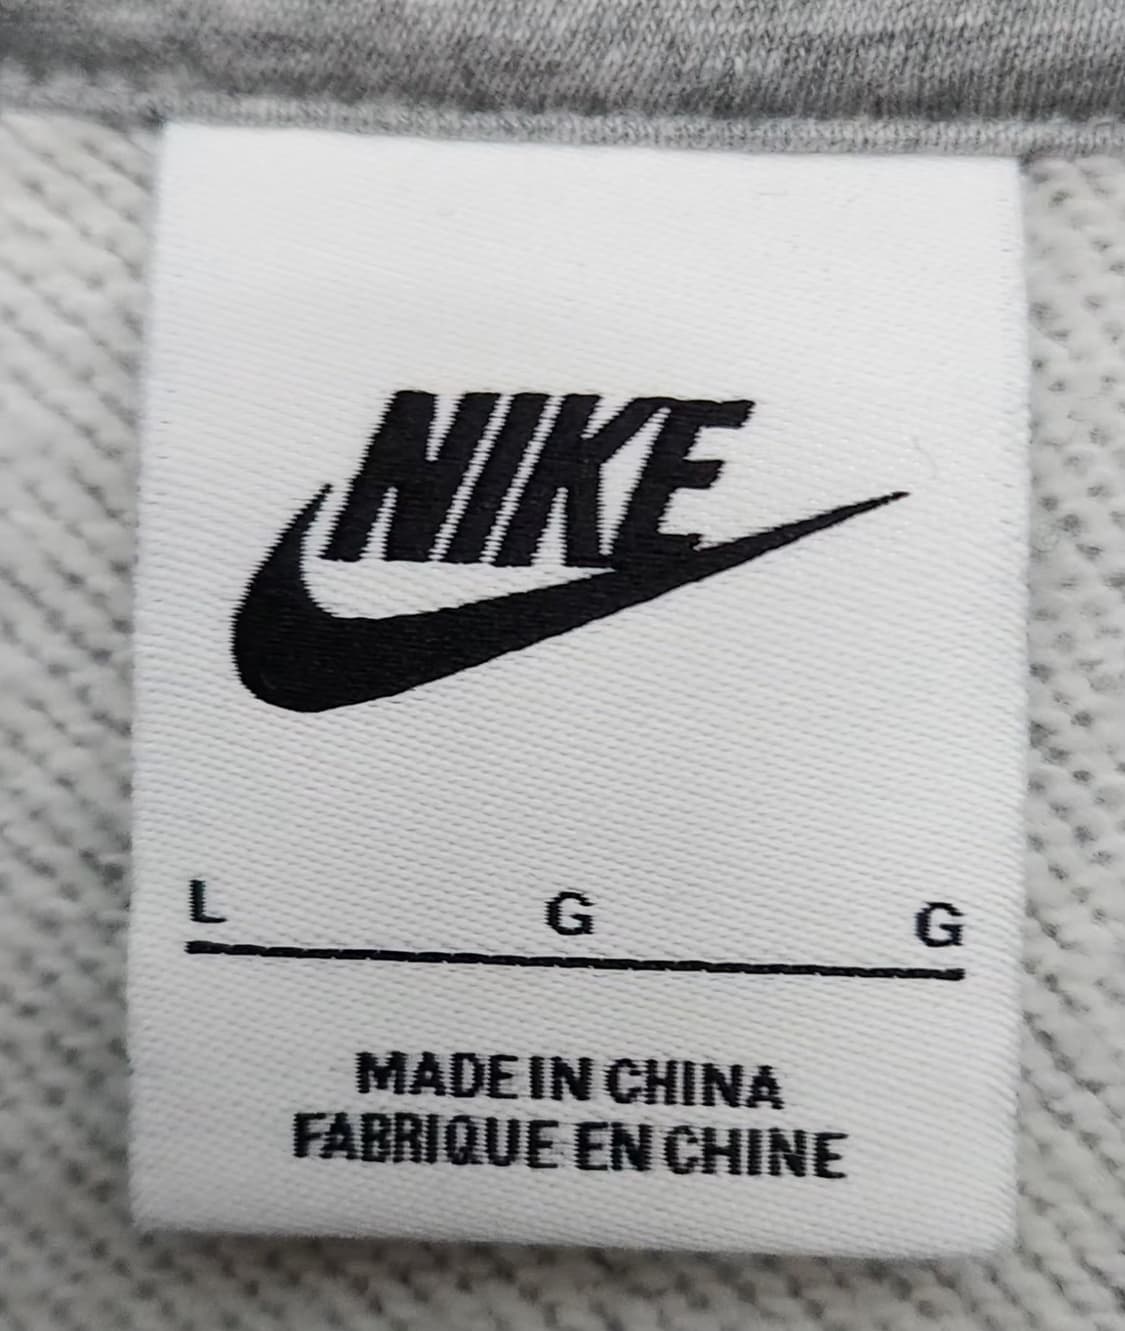 NIKE
L G G
MADE IN CHINA
FABRIQUE EN CHINE